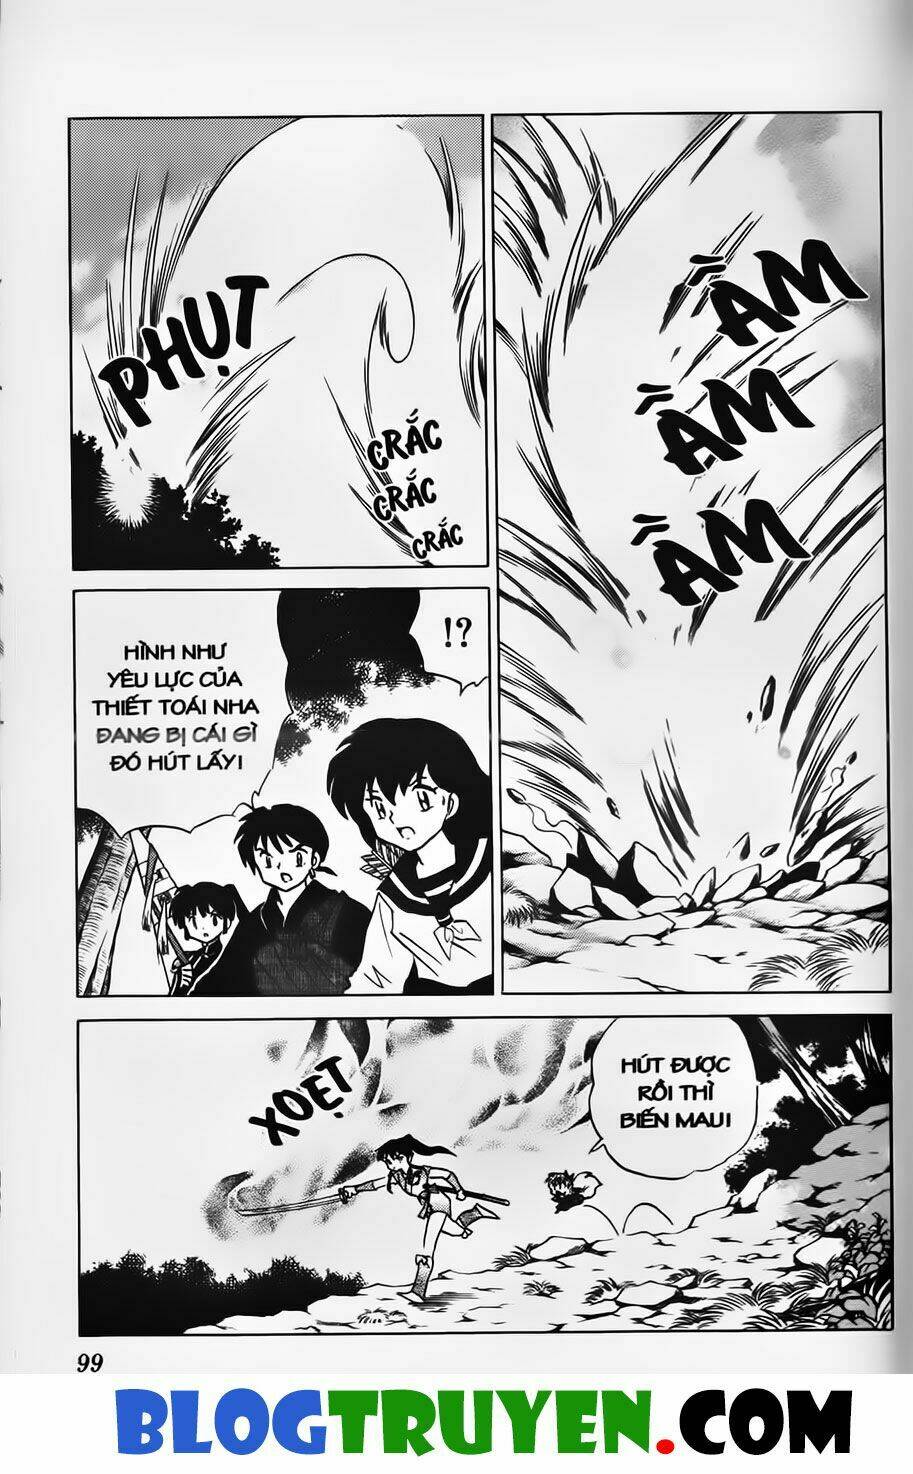 ẦM
ẦM
ẦM
PHỤT
CRẮC
CRẮC
CRẮC
!?
HÌNH NHƯ
YÊU LỰC CỦA
THIẾT TOÁI NHA
ĐANG BỊ CÁI GÌ
ĐÓ HÚT LẤY!
HÚT ĐƯỢC
RỒI THÌ
BIẾN MAU!
XOẸT
99
BLOGTRUYEN.COM